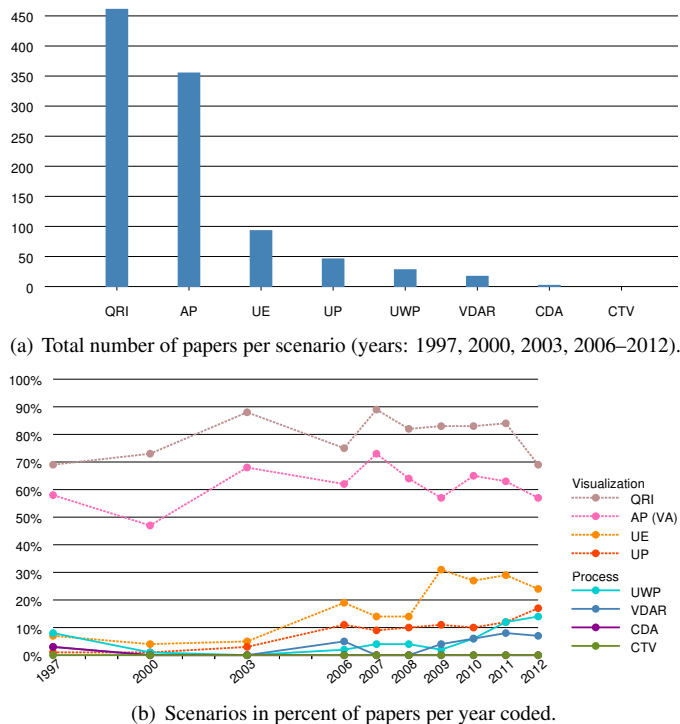 450
400
350
300
250
200
150
100
50
0
QRI AP UE UP UWP VDAR CDA CTV
(a) Total number of papers per scenario (years: 1997, 2000, 2003, 2006–2012).
100%
90%
80%
70%
60%
50%
40%
30%
20%
10%
0%
1997 2000 2003 2006 2007 2008 2009 2010 2011 2012
Visualization
QRI
AP (VA)
UE
UP
Process
UWP
VDAR
CDA
CTV
(b) Scenarios in percent of papers per year coded.